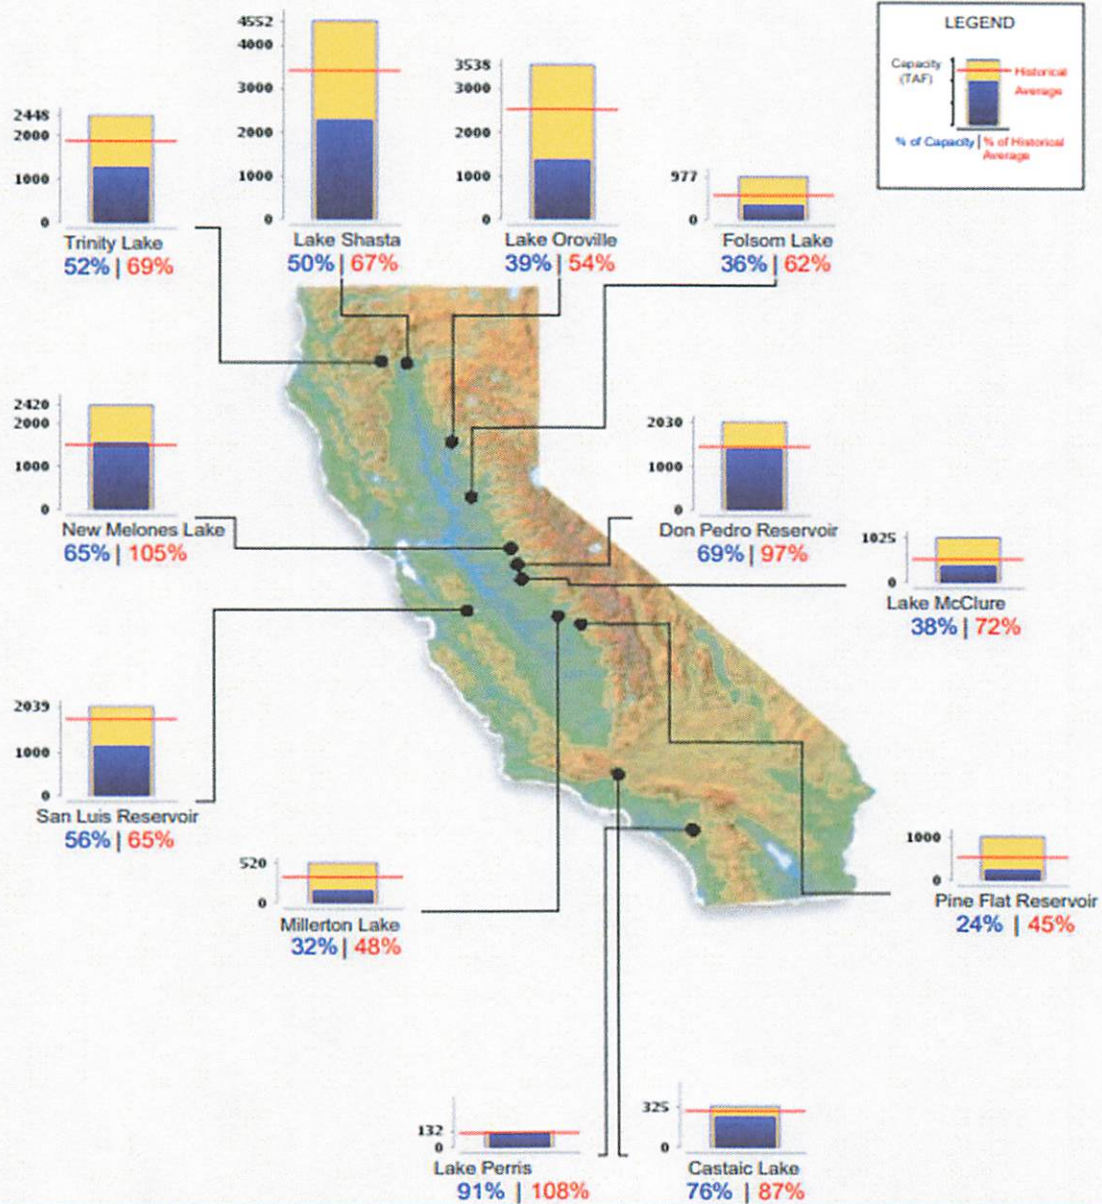 LEGEND
Capacity
(TAF)
Historical
Average
% of Capacity | % of Historical
Average
4552
4000
3000
2000
1000
0
Lake Shasta
50% | 67%
3538
3000
2000
1000
0
Lake Oroville
39% | 54%
2448
2000
1000
0
Trinity Lake
52% | 69%
977
0
Folsom Lake
36% | 62%
2420
2000
1000
0
New Melones Lake
65% | 105%
2030
1000
0
Don Pedro Reservoir
69% | 97%
1025
0
Lake McClure
38% | 72%
2039
1000
0
San Luis Reservoir
56% | 65%
520
0
Millerton Lake
32% | 48%
1000
0
Pine Flat Reservoir
24% | 45%
132
0
Lake Perris
91% | 108%
325
0
Castaic Lake
76% | 87%